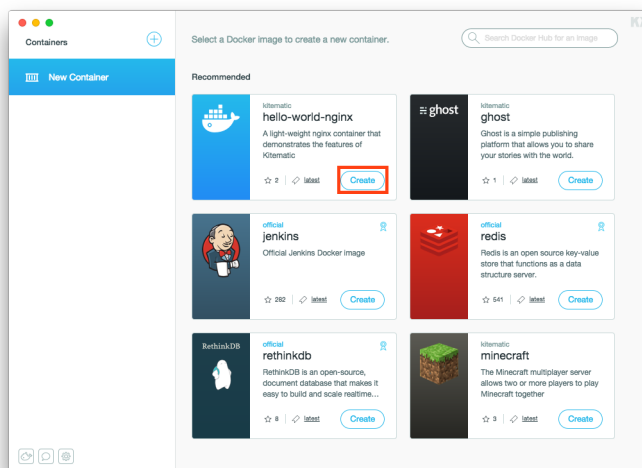 Containers
New Container
Select a Docker image to create a new container.
Search Docker Hub for an image
Recommended
kitematic
hello-world-nginx
A light-weight nginx container that
demonstrates the features of
Kitematic
2 latest Create
ghost
kitematic
ghost
Ghost is a simple publishing
platform that allows you to share
your stories with the world.
1 latest Create
official
jenkins
Official Jenkins Docker image
282 latest Create
official
redis
Redis is an open source key-value
store that functions as a data
structure server.
541 latest Create
RethinkDB
official
rethinkdb
RethinkDB is an open-source,
document database that makes it
easy to build and scale realtime...
8 latest Create
kitematic
minecraft
The Minecraft multiplayer server
allows two or more players to play
Minecraft together
3 latest Create